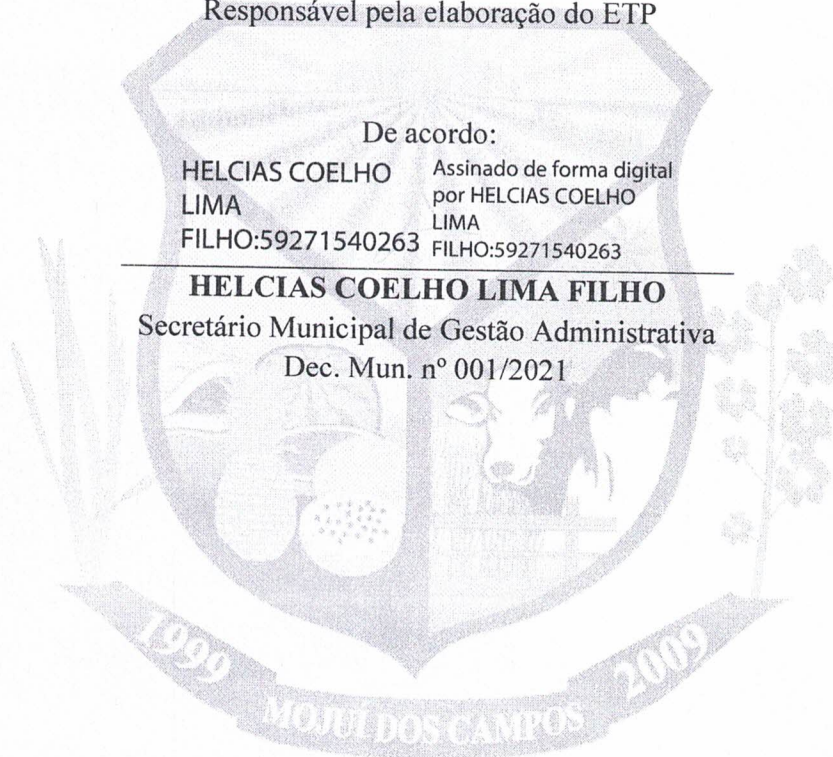 Responsável pela elaboração do ETP
De acordo:
HELCIAS COELHO
LIMA
FILHO:59271540263
Assinado de forma digital
por HELCIAS COELHO
LIMA
FILHO:59271540263
HELCIAS COELHO LIMA FILHO
Secretário Municipal de Gestão Administrativa
Dec. Mun. nº 001/2021
1999
MOJUÍ DOS CAMPOS
2009